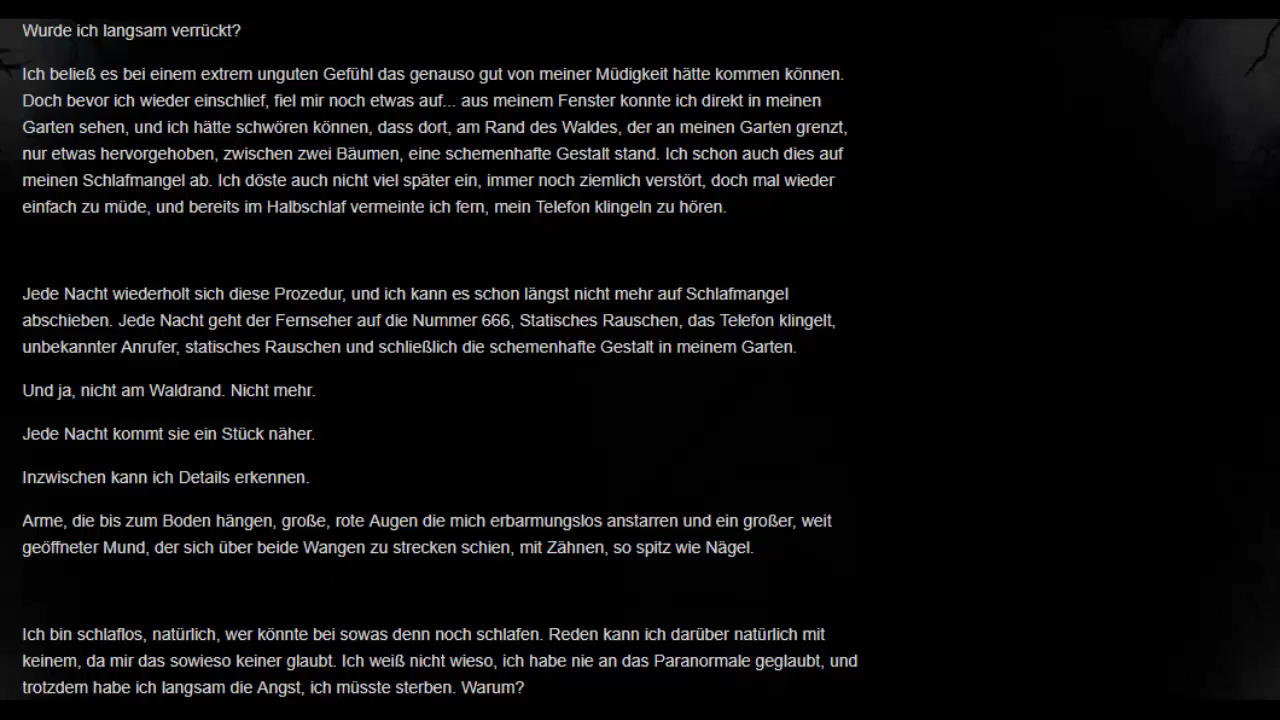 Wurde ich langsam verrückt?
Ich beließ es bei einem extrem unguten Gefühl das genauso gut von meiner Müdigkeit hätte kommen können.
Doch bevor ich wieder einschlief, fiel mir noch etwas auf... aus meinem Fenster konnte ich direkt in meinen
Garten sehen, und ich hätte schwören können, dass dort, am Rand des Waldes, der an meinen Garten grenzt,
nur etwas hervorgehoben, zwischen zwei Bäumen, eine schemenhafte Gestalt stand. Ich schon auch dies auf
meinen Schlafmangel ab. Ich döste auch nicht viel später ein, immer noch ziemlich verstört, doch mal wieder
einfach zu müde, und bereits im Halbschlaf vermeinte ich fern, mein Telefon klingeln zu hören.
Jede Nacht wiederholt sich diese Prozedur, und ich kann es schon längst nicht mehr auf Schlafmangel
abschieben. Jede Nacht geht der Fernseher auf die Nummer 666, Statisches Rauschen, das Telefon klingelt,
unbekannter Anrufer, statisches Rauschen und schließlich die schemenhafte Gestalt in meinem Garten.
Und ja, nicht am Waldrand. Nicht mehr.
Jede Nacht kommt sie ein Stück näher.
Inzwischen kann ich Details erkennen.
Arme, die bis zum Boden hängen, große, rote Augen die mich erbarmungslos anstarren und ein großer, weit
geöffneter Mund, der sich über beide Wangen zu strecken schien, mit Zähnen, so spitz wie Nägel.
Ich bin schlaflos, natürlich, wer könnte bei sowas denn noch schlafen. Reden kann ich darüber natürlich mit
keinem, da mir das sowieso keiner glaubt. Ich weiß nicht wieso, ich habe nie an das Paranormale geglaubt, und
trotzdem habe ich langsam die Angst, ich müsste sterben. Warum?